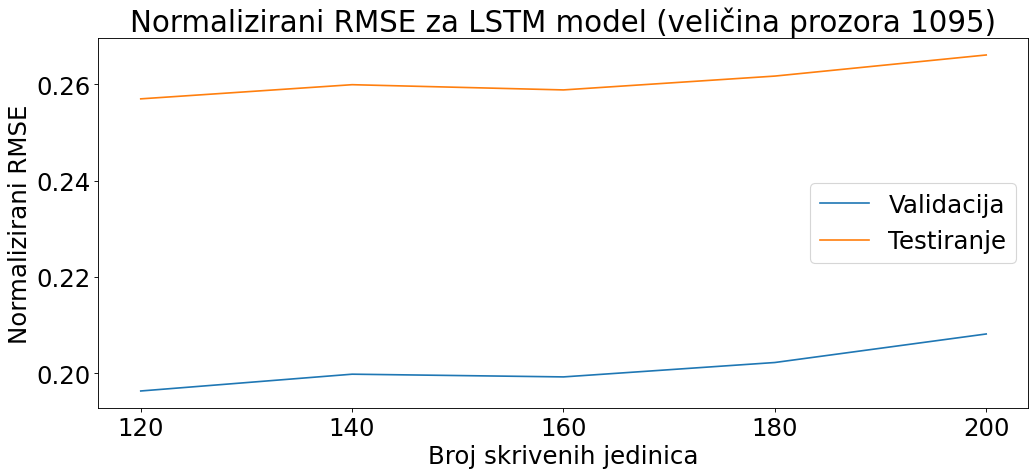 Normalizirani RMSE za LSTM model (veličina prozora 1095)
Normalizirani RMSE
0.26
0.24
0.22
0.20
Validacija
Testiranje
120 140 160 180 200
Broj skrivenih jedinica